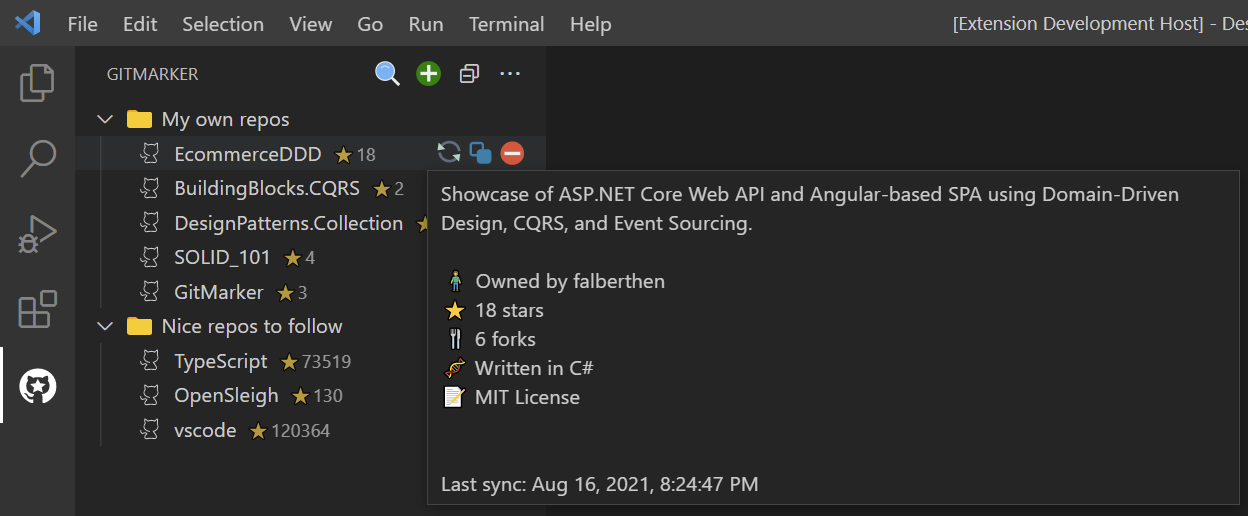 File Edit Selection View Go Run Terminal Help [Extension Development Host] - Des
GITMARKER
My own repos
EcommerceDDD 18
BuildingBlocks.CQRS 2
DesignPatterns.Collection
SOLID_101 4
GitMarker 3
Nice repos to follow
TypeScript 73519
OpenSleigh 130
vscode 120364
Showcase of ASP.NET Core Web API and Angular-based SPA using Domain-Driven
Design, CQRS, and Event Sourcing.
Owned by falberthen
18 stars
6 forks
Written in C#
MIT License
Last sync: Aug 16, 2021, 8:24:47 PM